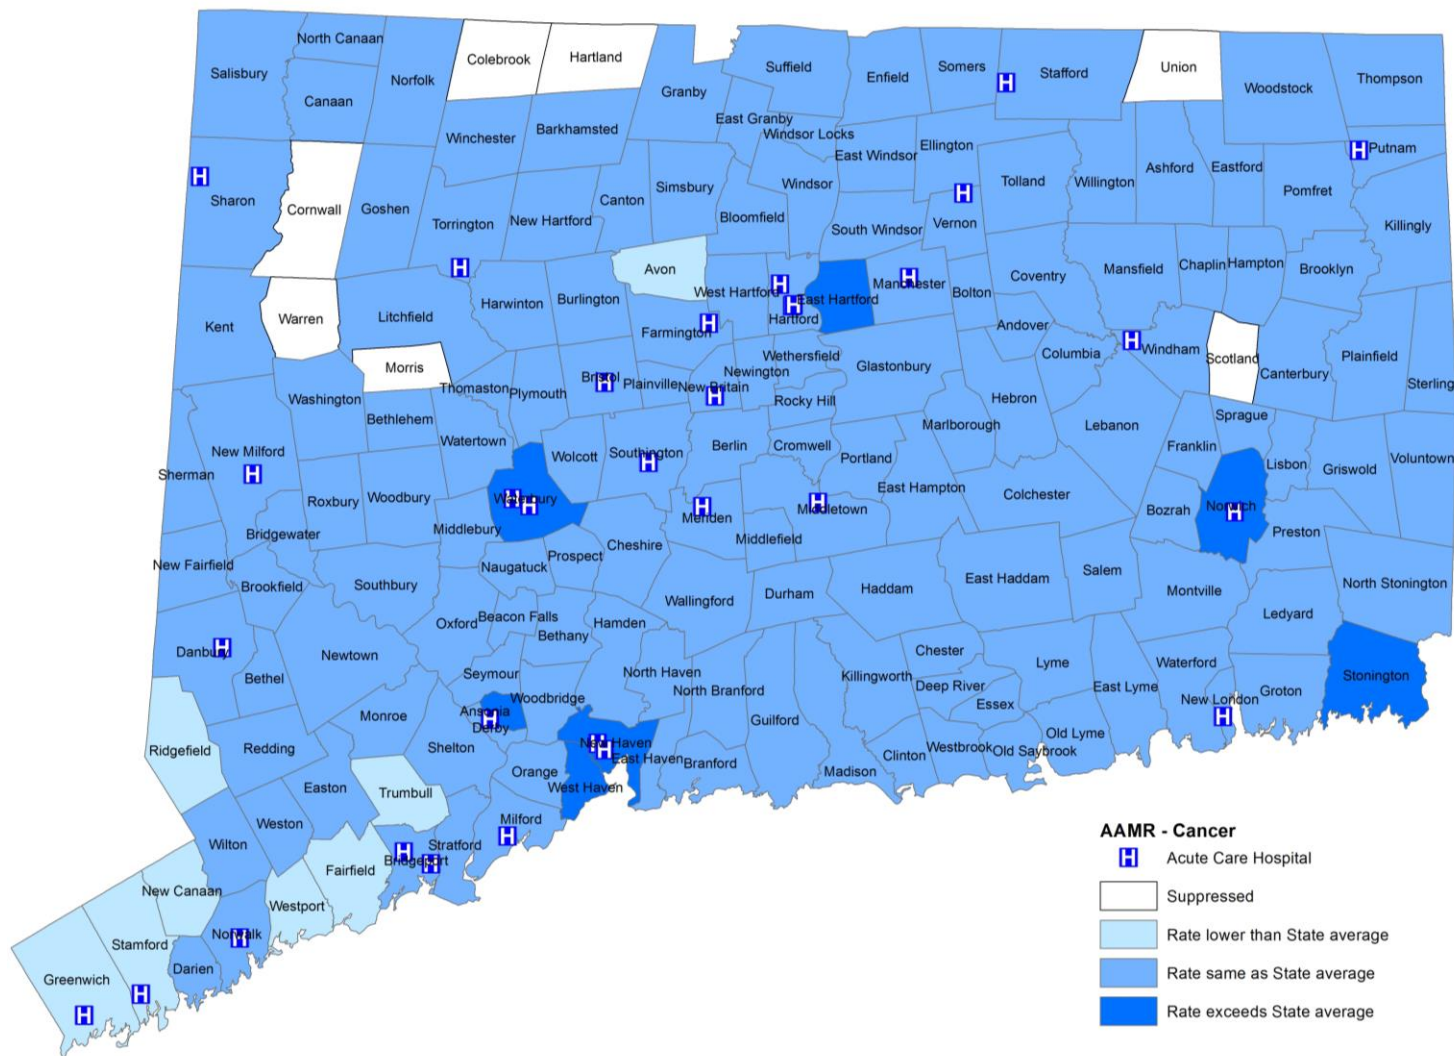 North Canaan
Colebrook
Hartland
Salisbury
Norfolk
Canaan
Granby
Suffield
Enfield
Somers
Stafford
Union
Woodstock
Thompson
Winchester
Barkhamsted
East Granby
Windsor Locks
East Windsor
Ellington
Putnam
Sharon
Cornwall
Goshen
Torrington
New Hartford
Canton
Simsbury
Bloomfield
Windsor
South Windsor
Vernon
Tolland
Willington
Ashford
Eastford
Pomfret
Killingly
Kent
Warren
Litchfield
Harwinton
Burlington
Avon
West Hartford
Hartford
East Hartford
Manchester
Bolton
Coventry
Mansfield
Chaplin
Hampton
Brooklyn
Morris
Farmington
Andover
Columbia
Windham
Scotland
Canterbury
Plainfield
Sterling
Washington
Bethlehem
Thomaston
Plymouth
Bristol
Plainville
New Britain
Newington
Wethersfield
Rocky Hill
Glastonbury
Hebron
Marlborough
Lebanon
Franklin
Sprague
Lisbon
Griswold
Voluntown
Sherman
New Milford
Roxbury
Woodbury
Watertown
Waterbury
Wolcott
Southington
Berlin
Cromwell
Portland
East Hampton
Colchester
Bozrah
Norwich
Preston
Bridgewater
Middlebury
Meriden
Middletown
Middlefield
New Fairfield
Brookfield
Southbury
Naugatuck
Prospect
Cheshire
Wallingford
Durham
Haddam
East Haddam
Salem
Montville
Ledyard
North Stonington
Danbury
Bethel
Newtown
Oxford
Beacon Falls
Bethany
Hamden
Seymour
Woodbridge
North Haven
North Branford
Guilford
Killingworth
Chester
Deep River
Essex
Lyme
East Lyme
Waterford
New London
Groton
Stonington
Ridgefield
Redding
Monroe
Ansonia
Derby
Shelton
Orange
New Haven
East Haven
West Haven
Branford
Madison
Clinton
Westbrook
Old Saybrook
Old Lyme
Easton
Trumbull
Milford
Weston
Wilton
Stratford
Bridgeport
Fairfield
New Canaan
Westport
Norwalk
Stamford
Darien
Greenwich
AAMR - Cancer
H Acute Care Hospital
Suppressed
Rate lower than State average
Rate same as State average
Rate exceeds State average